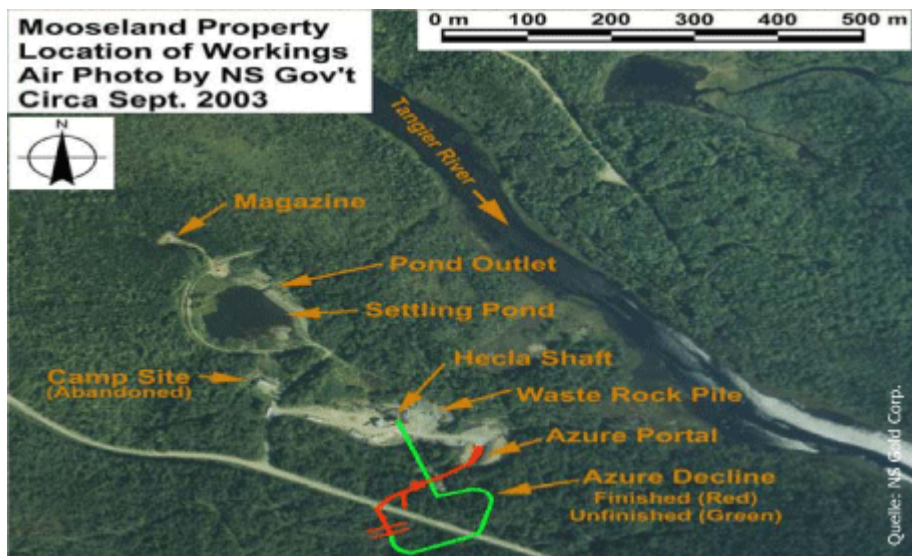 Mooseland Property
Location of Workings
Air Photo by NS Gov't
Circa Sept. 2003
0 m 100 200 300 400 500 m
N
Tangier River
Magazine
Pond Outlet
Settling Pond
Hecla Shaft
Camp Site
(Abandoned)
Waste Rock Pile
Azure Portal
Azure Decline
Finished (Red)
Unfinished (Green)
Quelle: NS Gold Corp.